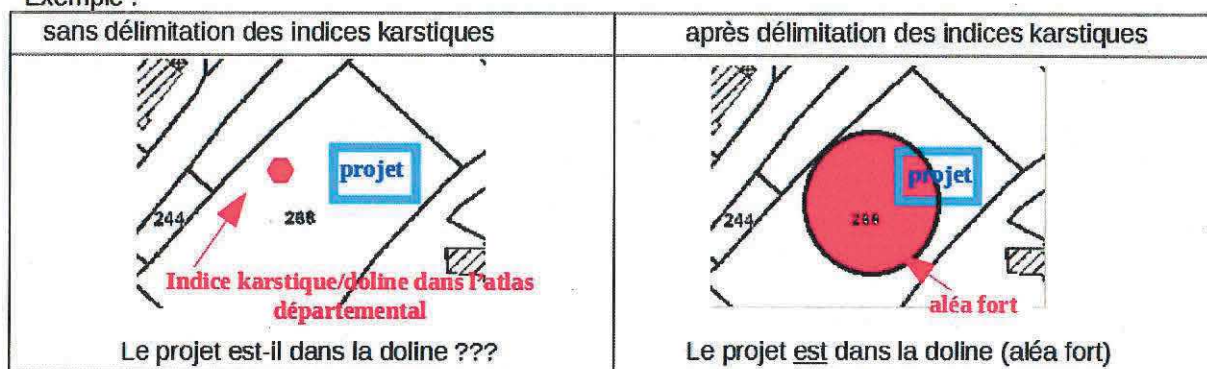 Exemple :
sans délimitation des indices karstiques
après délimitation des indices karstiques
projet
244
266
Indice karstique/doline dans l'atlas
départemental
Le projet est-il dans la doline ???
projet
244
266
aléa fort
Le projet est dans la doline (aléa fort)